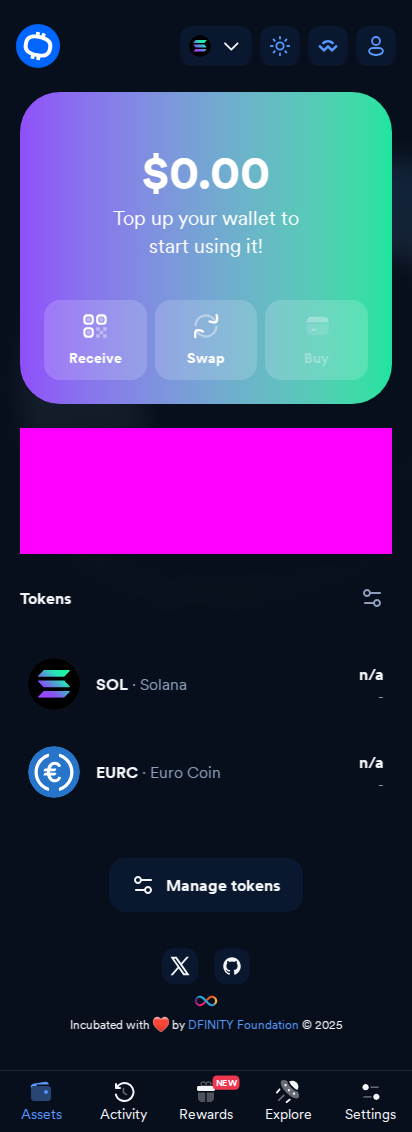 $0.00
Top up your wallet to
start using it!
Receive
Swap
Buy
Tokens
SOL · Solana
n/a
-
EURC · Euro Coin
n/a
-
Manage tokens
Incubated with ❤️ by DFINITY Foundation © 2025
NEW
Assets
Activity
Rewards
Explore
Settings